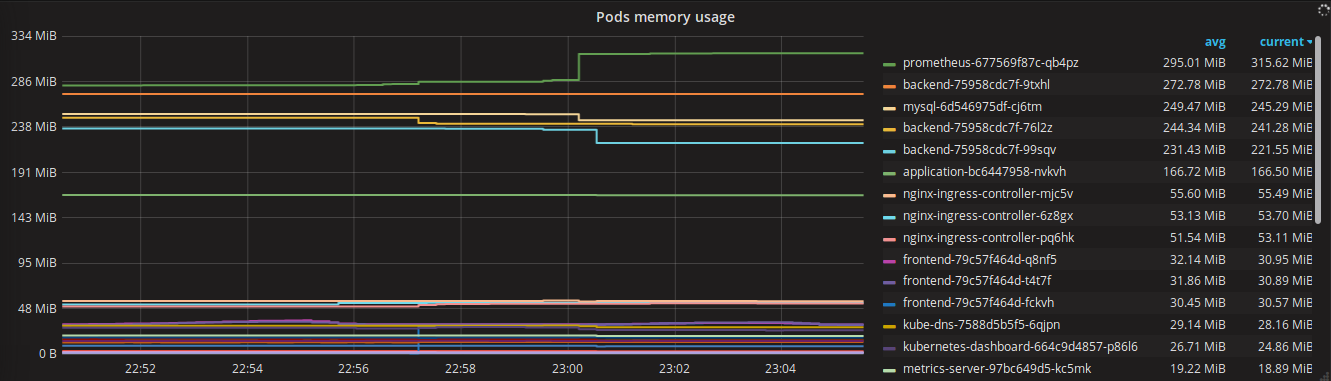 Pods memory usage
334 MiB
286 MiB
238 MiB
191 MiB
143 MiB
95 MiB
48 MiB
0 B
22:52 22:54 22:56 22:58 23:00 23:02 23:04
avg current
prometheus-677569f87c-qb4pz 295.01 MiB 315.62 MiB
backend-75958cdc7f-9txhl 272.78 MiB 272.78 MiB
mysql-6d546975df-cj6tm 249.47 MiB 245.29 MiB
backend-75958cdc7f-76l2z 244.34 MiB 241.28 MiB
backend-75958cdc7f-99sqv 231.43 MiB 221.55 MiB
application-bc6447958-nvkvh 166.72 MiB 166.50 MiB
nginx-ingress-controller-mjc5v 55.60 MiB 55.49 MiB
nginx-ingress-controller-6z8gx 53.13 MiB 53.70 MiB
nginx-ingress-controller-pq6hk 51.54 MiB 53.11 MiB
frontend-79c57f464d-q8nf5 32.14 MiB 30.95 MiB
frontend-79c57f464d-t4t7f 31.86 MiB 30.89 MiB
frontend-79c57f464d-fckvh 30.45 MiB 30.57 MiB
kube-dns-7588d5b5f5-6qjpn 29.14 MiB 28.16 MiB
kubernetes-dashboard-664c9d4857-p86l6 26.71 MiB 24.86 MiB
metrics-server-97bc649d5-kc5mk 19.22 MiB 18.89 MiB